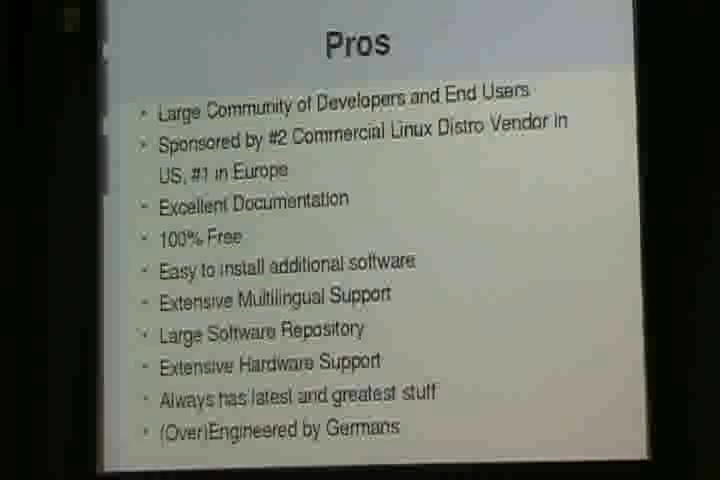 Pros
Large Community of Developers and End Users
Sponsored by #2 Commercial Linux Distro Vendor in
US, #1 in Europe
Excellent Documentation
100% Free
Easy to install additional software
Extensive Multilingual Support
Large Software Repository
Extensive Hardware Support
Always has latest and greatest stuff
(Over)Engineered by Germans